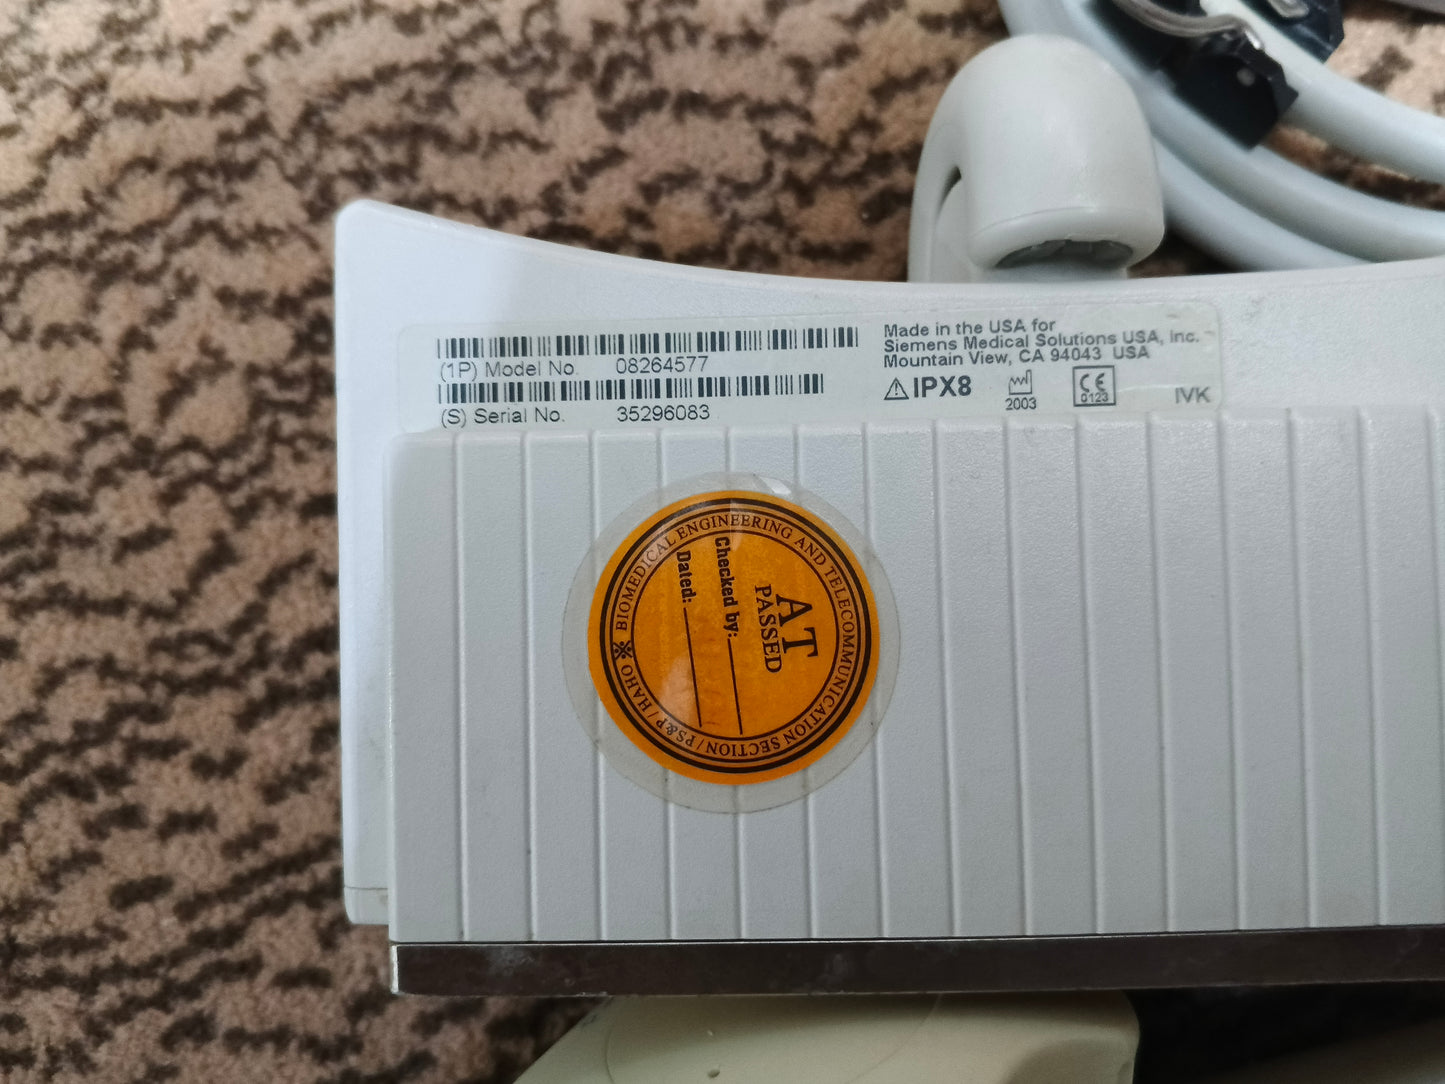 (1P) Model No. 08264577
(S) Serial No. 35296083
Made in the USA for
Siemens Medical Solutions USA, Inc.
Mountain View, CA 94043 USA
IPX8
2003
CE
0123
IVK
BIOMEDICAL ENGINEERING AND TELECOMMUNICATION SECTION / PS&P / HAHO
AT
PASSED
Checked by:
Dated: